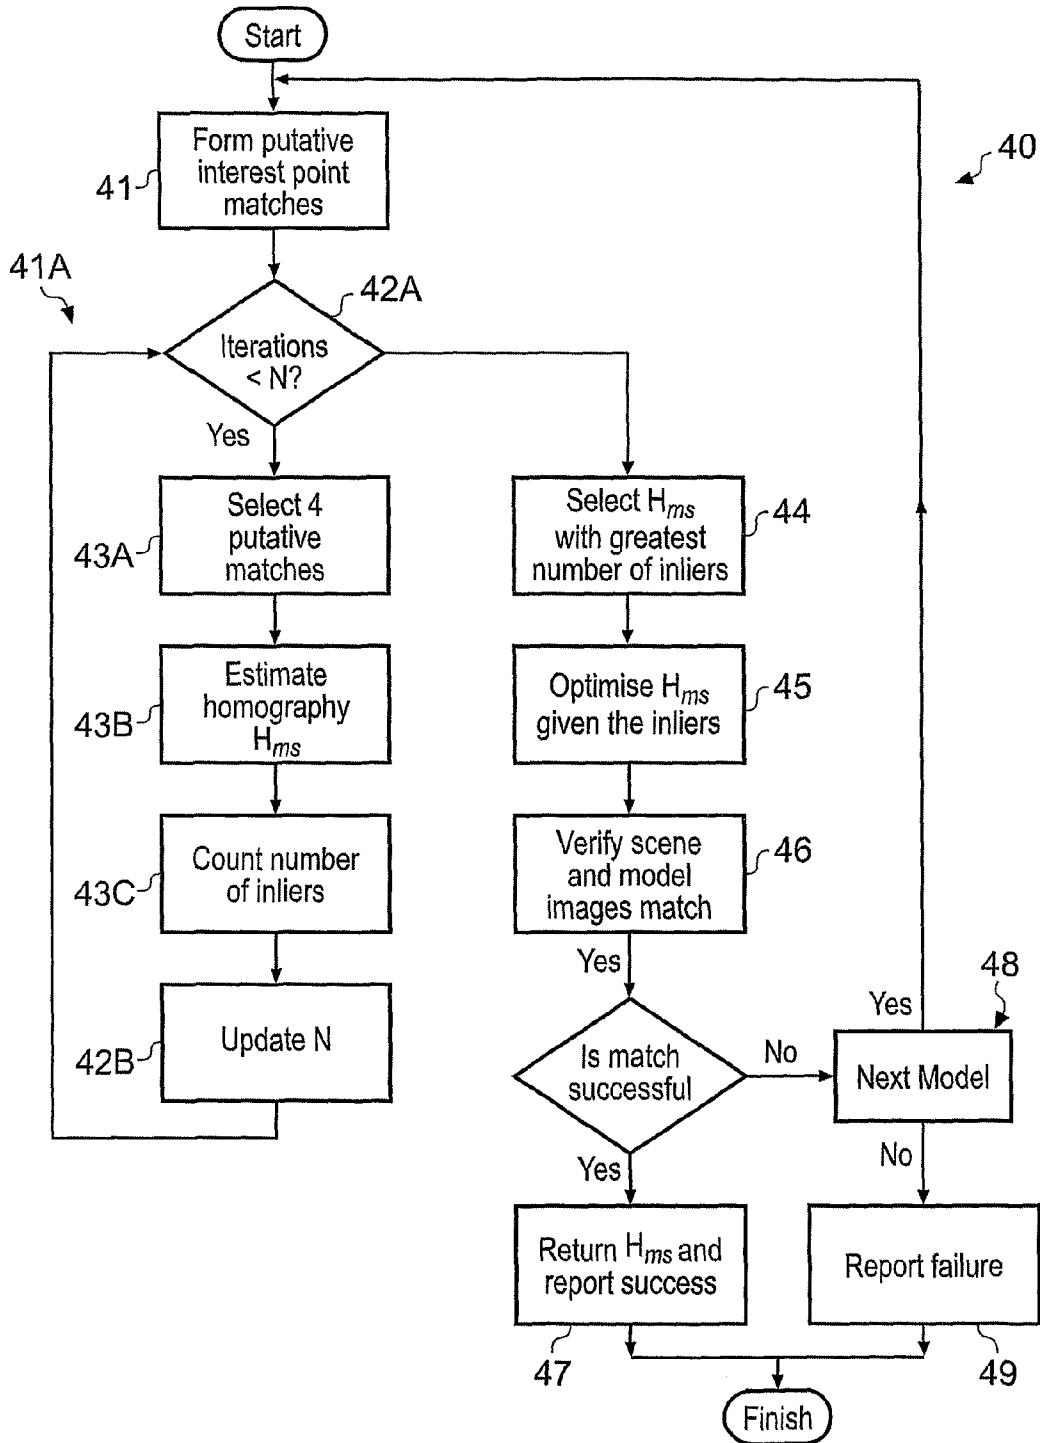 Start
Form putative
interest point
matches
41
40
41A
42A
Iterations
< N?
Yes
Select 4
putative
matches
43A
Estimate
homography
Hms
43B
Count number
of inliers
43C
Update N
42B
Select Hms
with greatest
number of inliers
44
Optimise Hms
given the inliers
45
Verify scene
and model
images match
46
Yes
Is match
successful
No
Yes
48
Next Model
Yes
No
Return Hms and
report success
47
Report failure
49
Finish